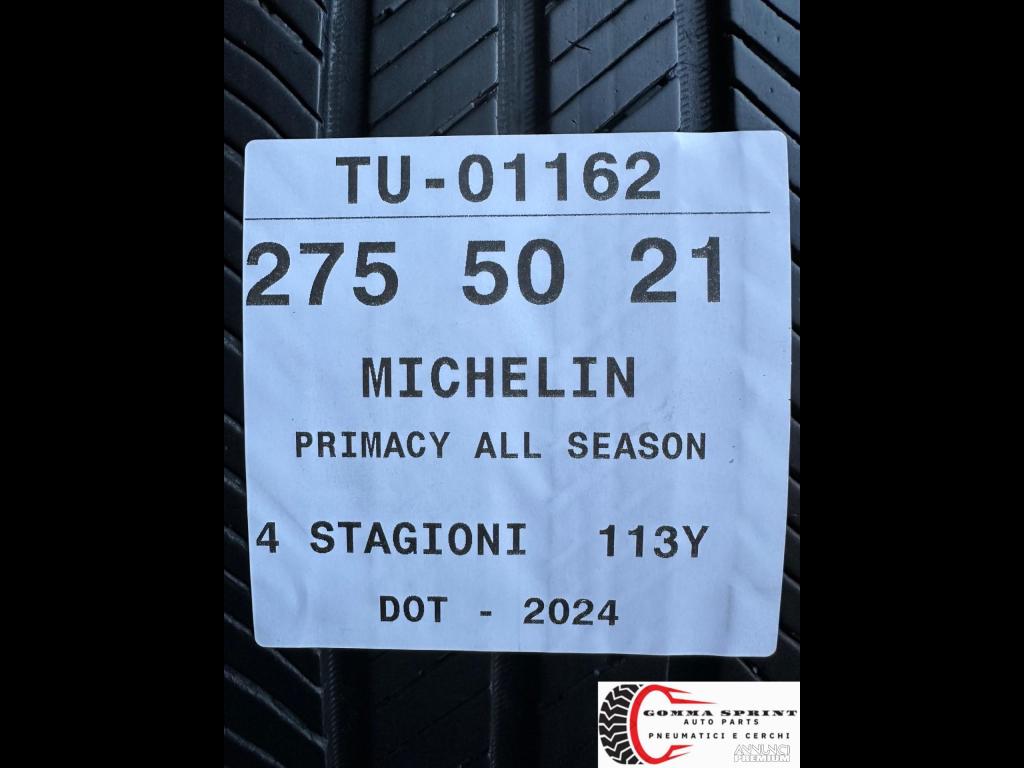 TU-01162
275 50 21
MICHELIN
PRIMACY ALL SEASON
4 STAGIONI 113Y
DOT - 2024
GOMMA SPRINT
AUTO PARTS
PNEUMATICI E CERCHI
ANNUNCI
PREMIUM